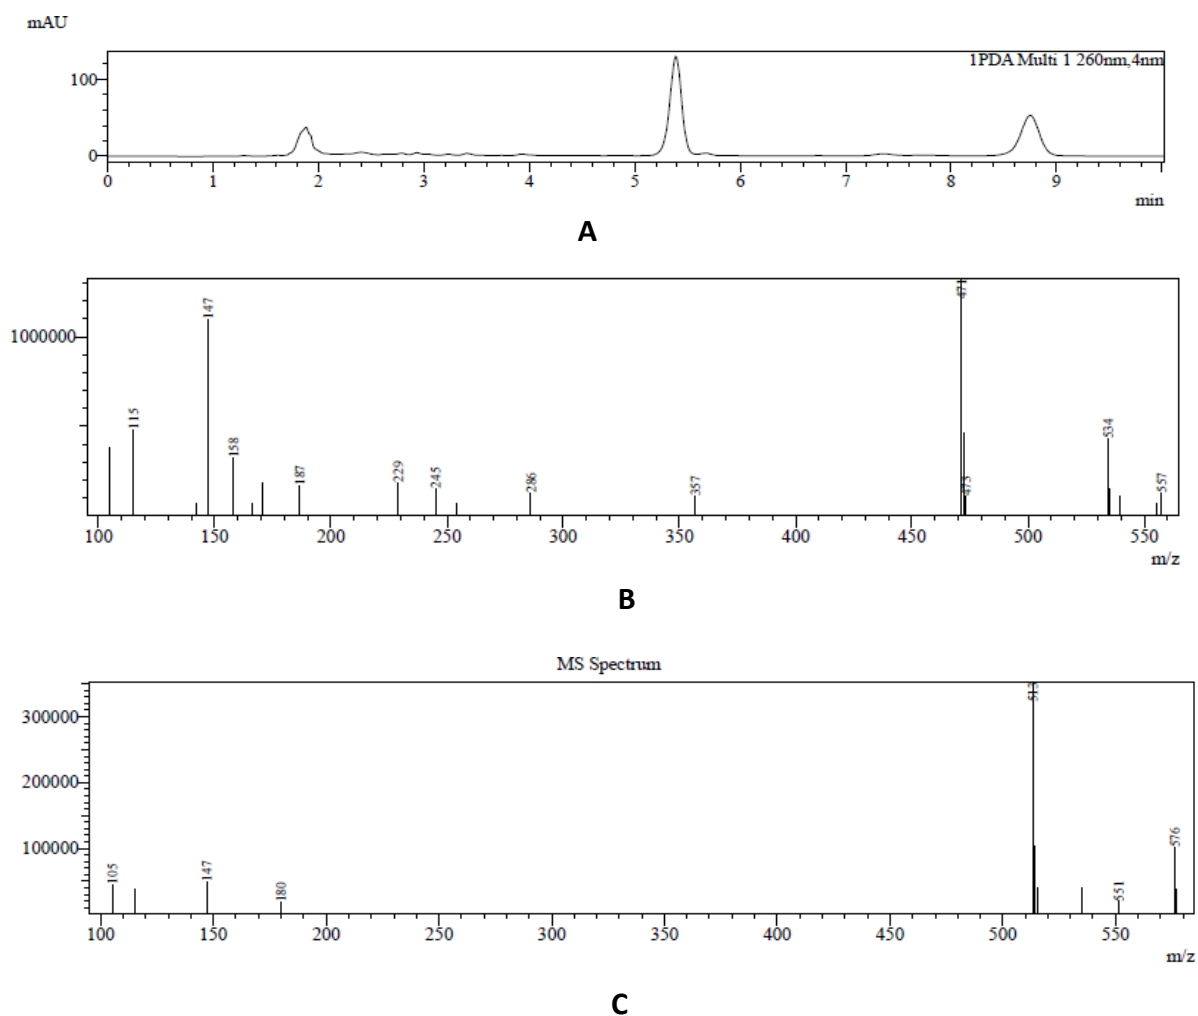 mAU
1PDA Multi 1 260nm,4nm
100
0
0 1 2 3 4 5 6 7 8 9
min
A
471
147
1000000
115
534
158
187 229 245 286 357 473 557
100 150 200 250 300 350 400 450 500 550
m/z
B
MS Spectrum
513
300000
200000
100000
576
105 147 180 551
100 150 200 250 300 350 400 450 500 550
m/z
C